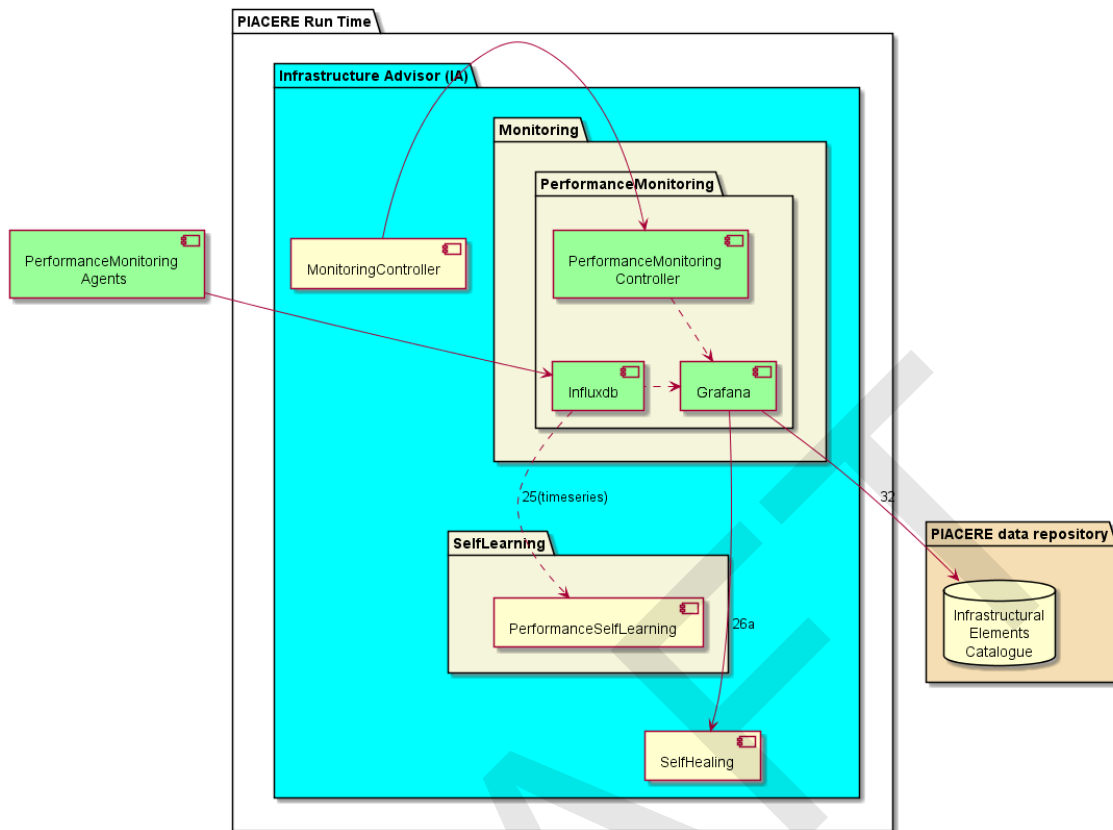 PIACERE Run Time
Infrastructure Advisor (IA)
Monitoring
PerformanceMonitoring
PerformanceMonitoring
Agents
MonitoringController
PerformanceMonitoring
Controller
Influxdb
Grafana
25(timeseries)
32
SelfLearning
PerformanceSelfLearning
26a
SelfHealing
PIACERE data repository
Infrastructural
Elements
Catalogue